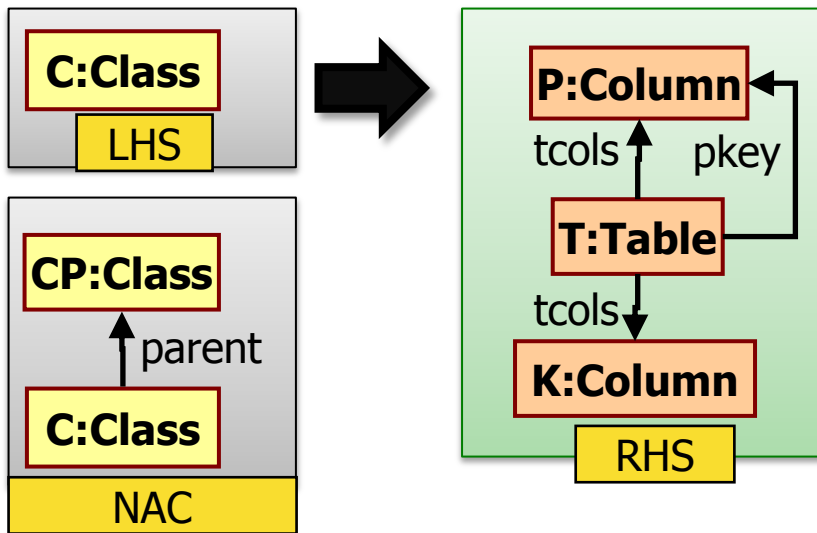 C:Class
LHS
CP:Class
parent
C:Class
NAC
P:Column
tcols
pkey
T:Table
tcols
K:Column
RHS